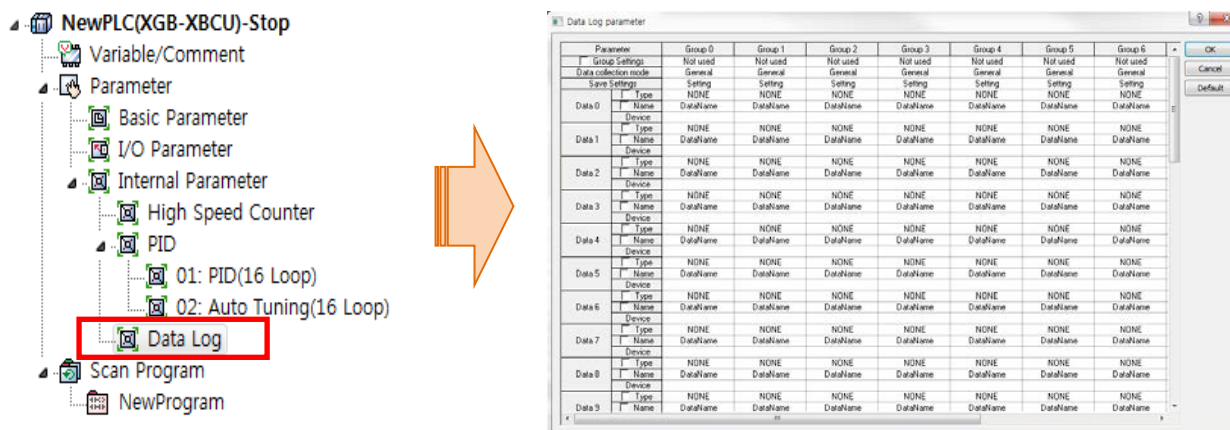 NewPLC(XGB-XBCU)-Stop
Variable/Comment
Parameter
Basic Parameter
I/O Parameter
Internal Parameter
High Speed Counter
PID
01: PID(16 Loop)
02: Auto Tuning(16 Loop)
Data Log
Scan Program
NewProgram
Data Log parameter
Parameter Group 0 Group 1 Group 2 Group 3 Group 4 Group 5 Group 6
Group Settings Not used Not used Not used Not used Not used Not used Not used
Data collection mode General General General General General General General
Save Settings Setting Setting Setting Setting Setting Setting Setting
Data 0 Type NONE NONE NONE NONE NONE NONE NONE
Name DataName DataName DataName DataName DataName DataName DataName
Device
Data 1 Type NONE NONE NONE NONE NONE NONE NONE
Name DataName DataName DataName DataName DataName DataName DataName
Device
Data 2 Type NONE NONE NONE NONE NONE NONE NONE
Name DataName DataName DataName DataName DataName DataName DataName
Device
Data 3 Type NONE NONE NONE NONE NONE NONE NONE
Name DataName DataName DataName DataName DataName DataName DataName
Device
Data 4 Type NONE NONE NONE NONE NONE NONE NONE
Name DataName DataName DataName DataName DataName DataName DataName
Device
Data 5 Type NONE NONE NONE NONE NONE NONE NONE
Name DataName DataName DataName DataName DataName DataName DataName
Device
Data 6 Type NONE NONE NONE NONE NONE NONE NONE
Name DataName DataName DataName DataName DataName DataName DataName
Device
Data 7 Type NONE NONE NONE NONE NONE NONE NONE
Name DataName DataName DataName DataName DataName DataName DataName
Device
Data 8 Type NONE NONE NONE NONE NONE NONE NONE
Name DataName DataName DataName DataName DataName DataName DataName
Device
Data 9 Type NONE NONE NONE NONE NONE NONE NONE
Name DataName DataName DataName DataName DataName DataName DataName
OK
Cancel
Default